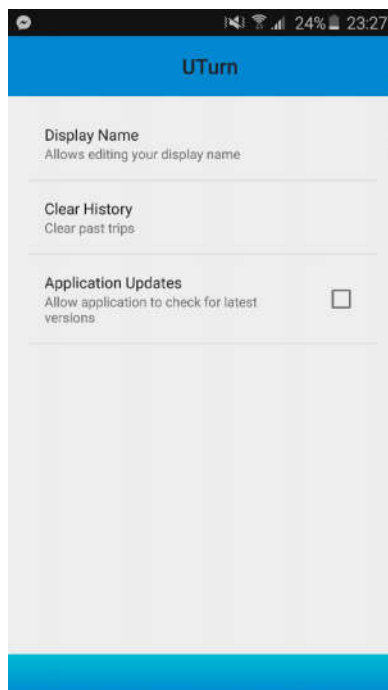 24% 23:27
UTurn
Display Name
Allows editing your display name
Clear History
Clear past trips
Application Updates
Allow application to check for latest
versions